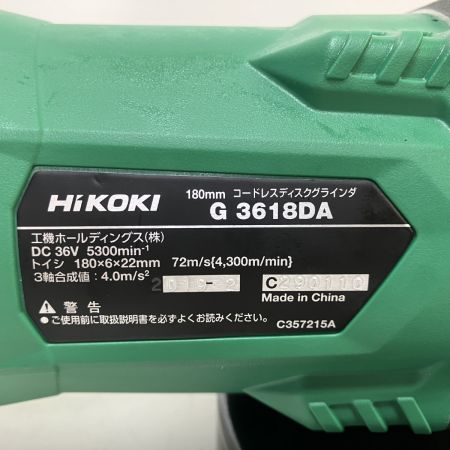 HiKOKI
180mm コードレスディスクグラインダ
G 3618DA
工機ホールディングス(株)
DC 36V 5300min-1
トイシ 180×6×22mm 72m/s{4,300m/min}
3軸合成値: 4.0m/s2
2019-2 C290110
Made in China
⚠ 警告
●ご使用前に取扱説明書を必ずよくお読みください。
C357215A